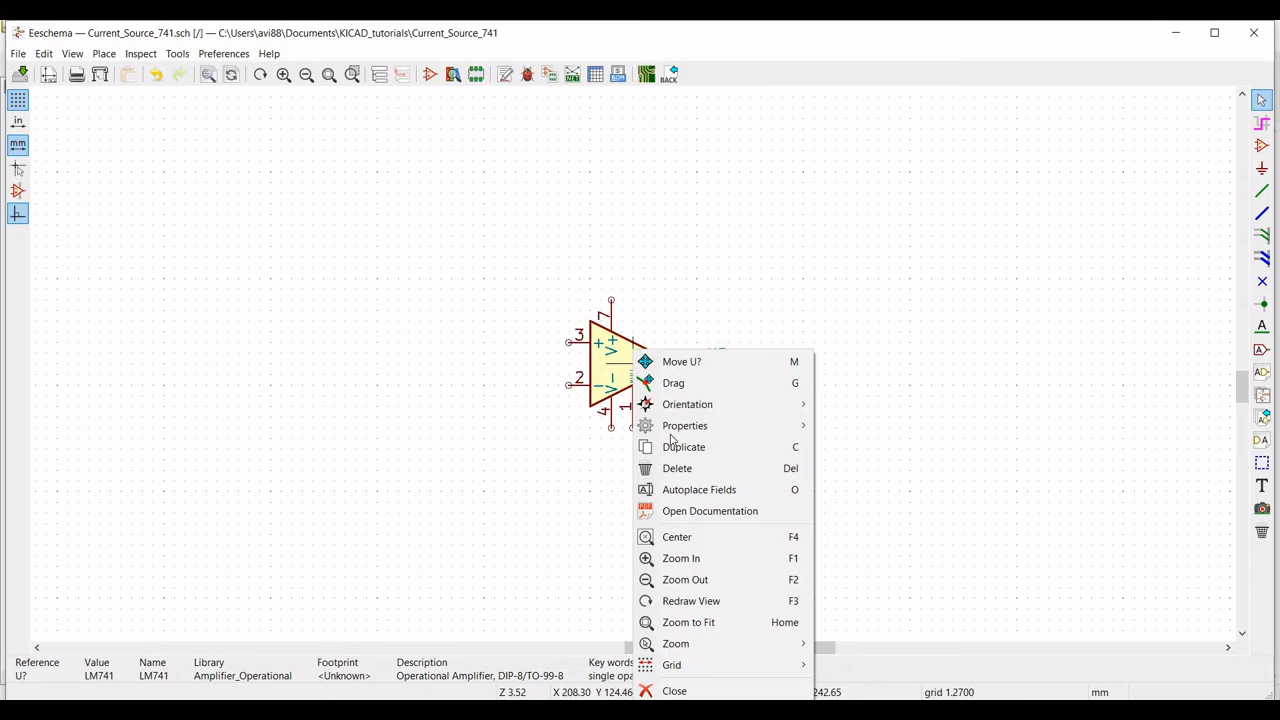 Eeschema — Current_Source_741.sch [/] — C:\Users\avi88\Documents\KICAD_tutorials\Current_Source_741
File Edit View Place Inspect Tools Preferences Help
NET
BOM
BACK
in
mm
7
3
+
V+
2
−
V−
4
1
Move U? M
Drag G
Orientation
Properties
Duplicate C
Delete Del
Autoplace Fields O
PDF
Open Documentation
Center F4
Zoom In F1
Zoom Out F2
Redraw View F3
Zoom to Fit Home
Zoom
Grid
Close
A
A
A
D
T
Reference Value Name Library Footprint Description Key words
U? LM741 LM741 Amplifier_Operational <Unknown> Operational Amplifier, DIP-8/TO-99-8 single opa
Z 3.52 X 208.30 Y 124.46 242.65 grid 1.2700 mm